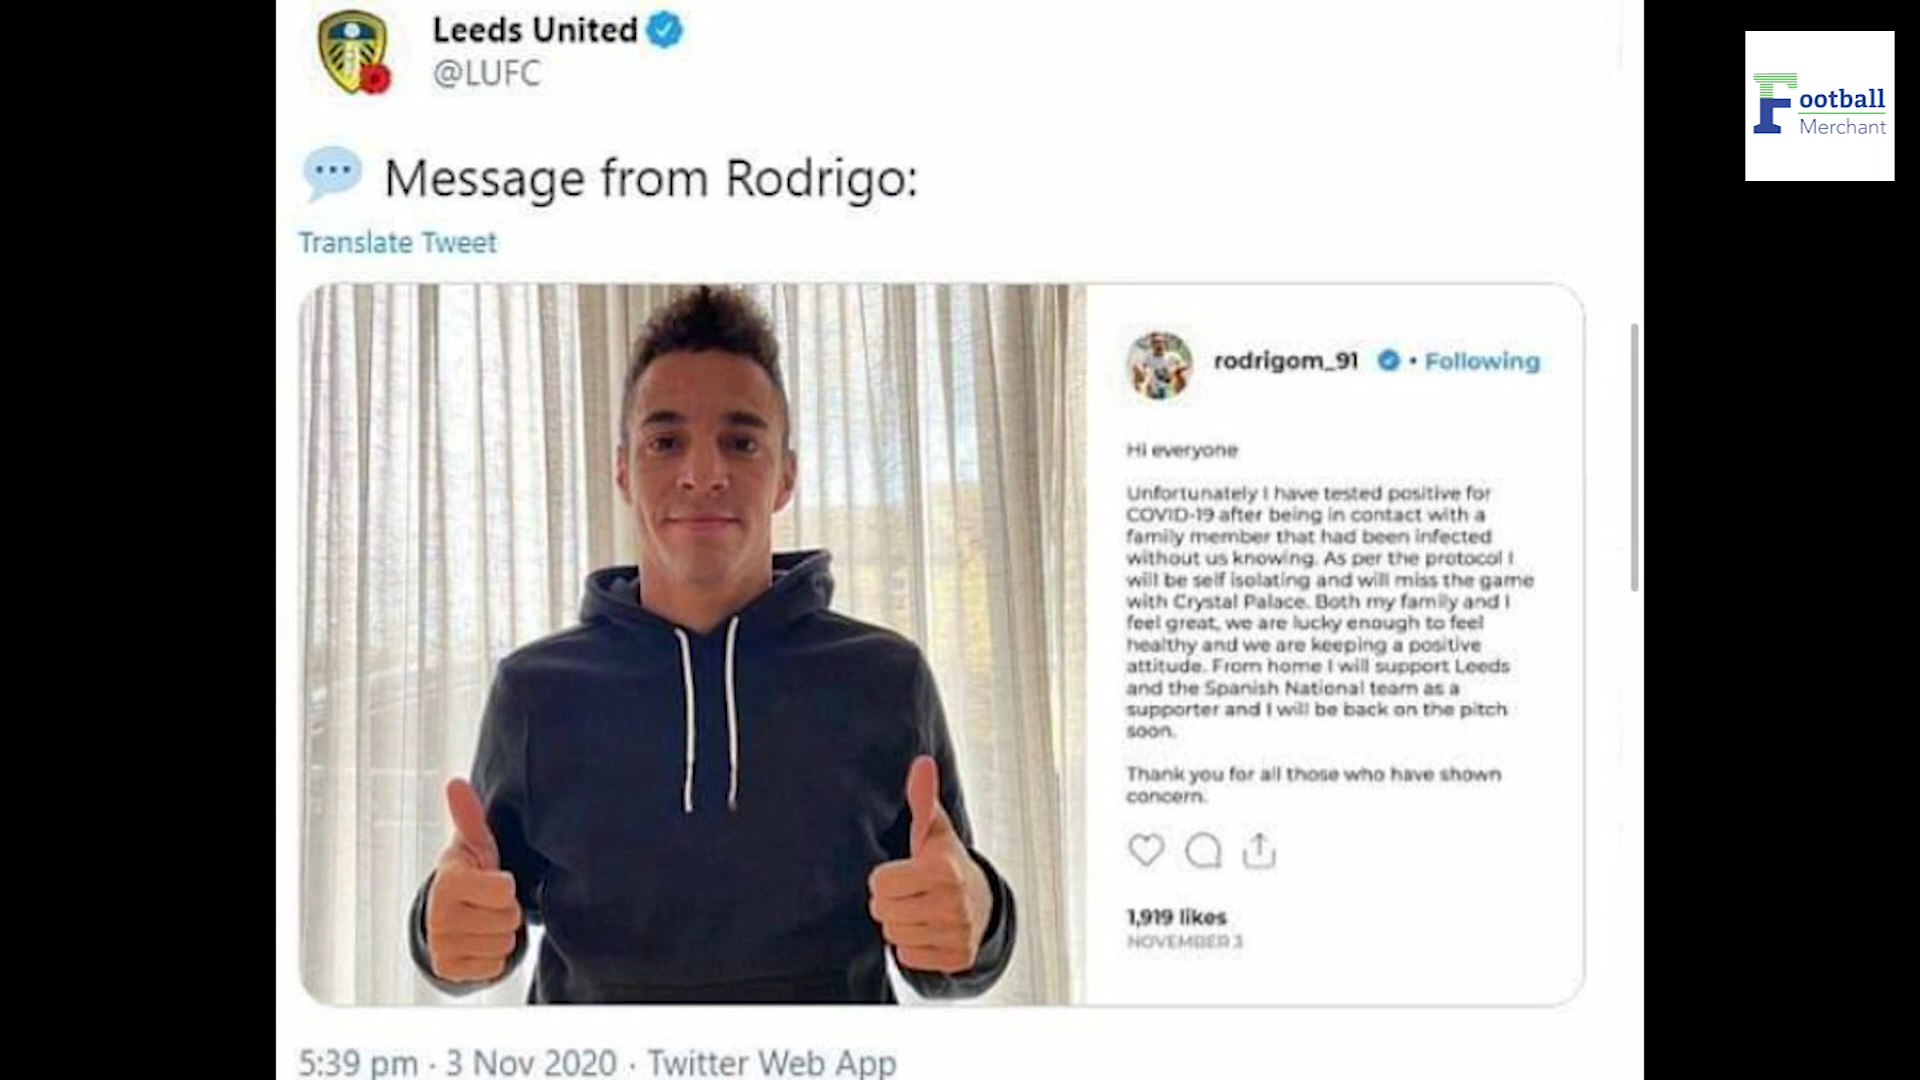 Leeds United
@LUFC
Message from Rodrigo:
Translate Tweet
rodrigom_91 • Following
Hi everyone
Unfortunately I have tested positive for
COVID-19 after being in contact with a
family member that had been infected
without us knowing. As per the protocol I
will be self isolating and will miss the game
with Crystal Palace. Both my family and I
feel great, we are lucky enough to feel
healthy and we are keeping a positive
attitude. From home I will support Leeds
and the Spanish National team as a
supporter and I will be back on the pitch
soon.
Thank you for all those who have shown
concern.
1,919 likes
NOVEMBER 3
5:39 pm · 3 Nov 2020 · Twitter Web App
Football
Merchant